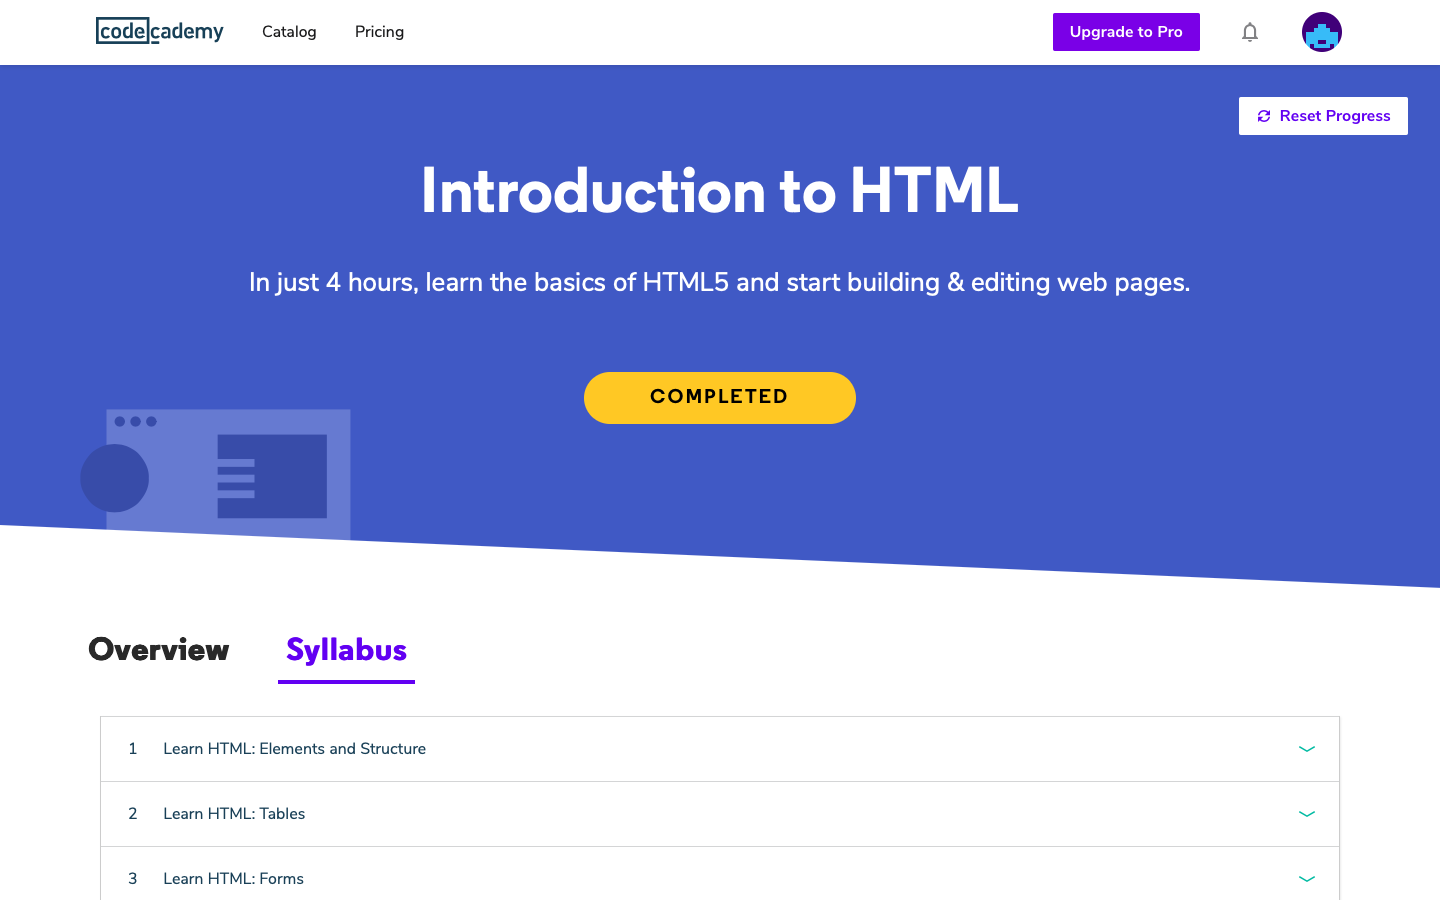 codecademy
Catalog
Pricing
Upgrade to Pro
Reset Progress
Introduction to HTML
In just 4 hours, learn the basics of HTML5 and start building & editing web pages.
COMPLETED
Overview
Syllabus
1 Learn HTML: Elements and Structure
2 Learn HTML: Tables
3 Learn HTML: Forms